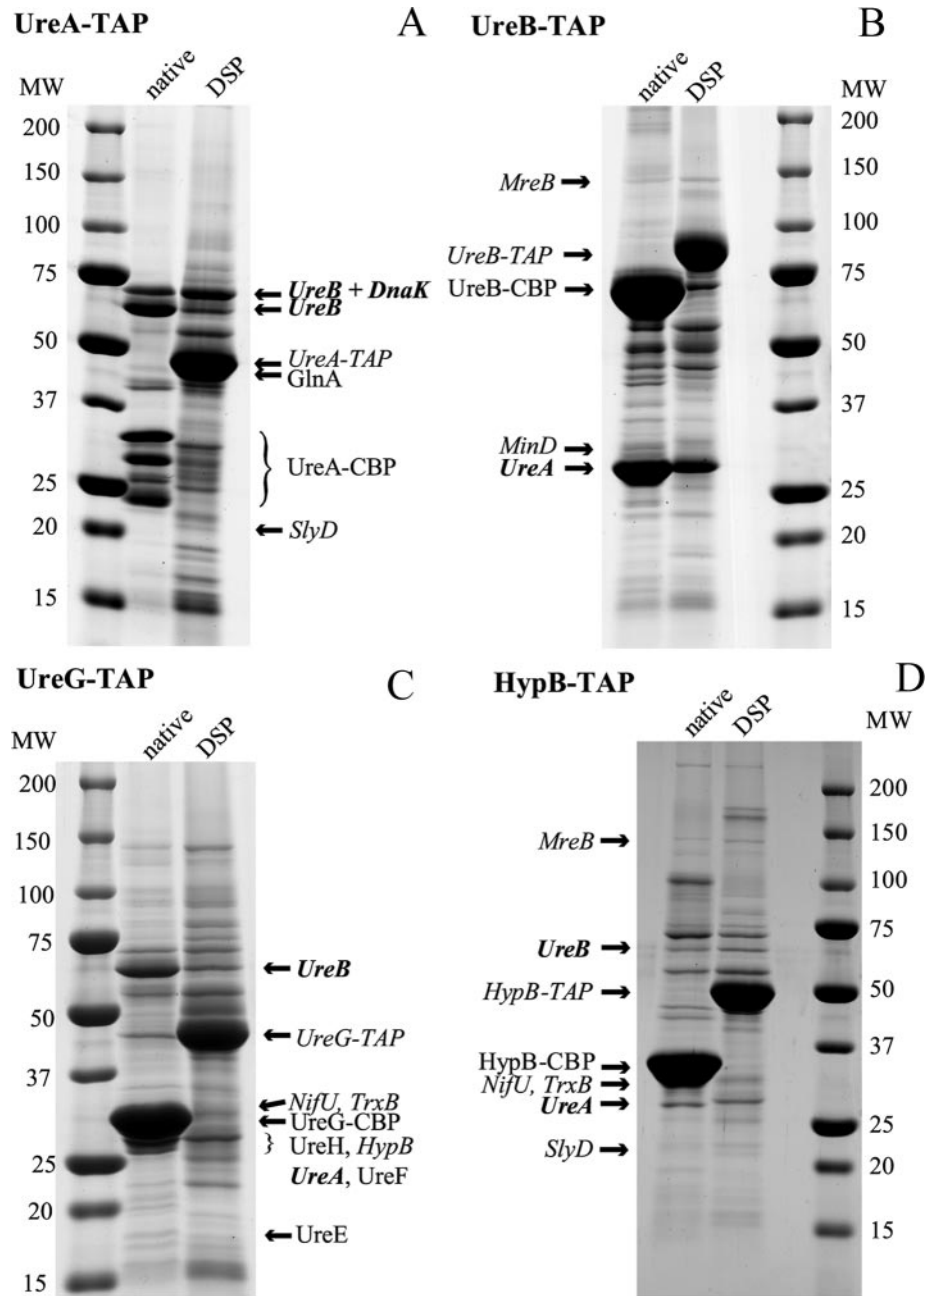 UreA-TAP
A
MW
native
DSP
200
150
100
75
50
37
25
20
15
UreB + DnaK
UreB
UreA-TAP
GlnA
} UreA-CBP
SlyD
UreB-TAP
B
native
DSP
MW
MreB
UreB-TAP
UreB-CBP
MinD
UreA
200
150
100
75
50
37
25
20
15
UreG-TAP
C
MW
native
DSP
200
150
100
75
50
37
25
20
15
UreB
UreG-TAP
NifU, TrxB
UreG-CBP
} UreH, HypB
UreA, UreF
UreE
HypB-TAP
D
native
DSP
MW
MreB
UreB
HypB-TAP
HypB-CBP
NifU, TrxB
UreA
SlyD
200
150
100
75
50
37
25
20
15